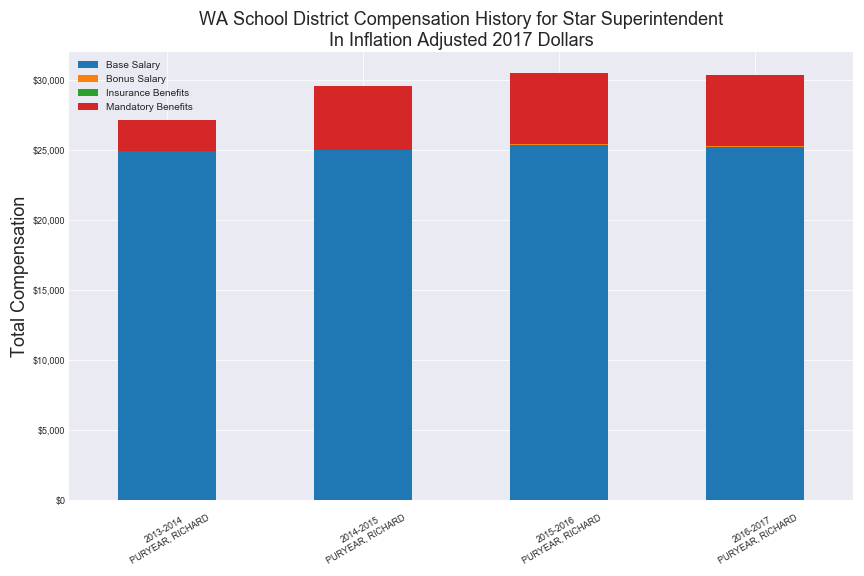 WA School District Compensation History for Star Superintendent
In Inflation Adjusted 2017 Dollars
Base Salary
Bonus Salary
Insurance Benefits
Mandatory Benefits
$30,000
$25,000
$20,000
$15,000
$10,000
$5,000
$0
Total Compensation
2013-2014
PURYEAR, RICHARD
2014-2015
PURYEAR, RICHARD
2015-2016
PURYEAR, RICHARD
2016-2017
PURYEAR, RICHARD